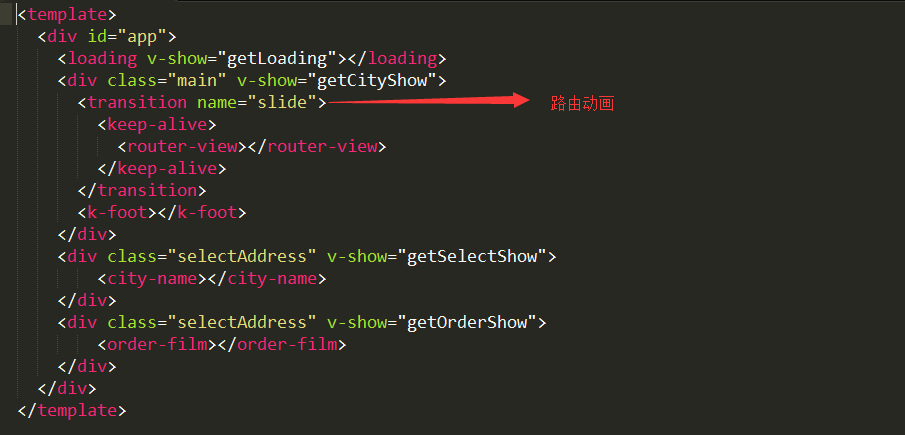 <template>
<div id="app">
<loading v-show="getLoading"></loading>
<div class="main" v-show="getCityShow">
<transition name="slide"> 路由动画
<keep-alive>
<router-view></router-view>
</keep-alive>
</transition>
<k-foot></k-foot>
</div>
<div class="selectAddress" v-show="getSelectShow">
<city-name></city-name>
</div>
<div class="selectAddress" v-show="getOrderShow">
<order-film></order-film>
</div>
</div>
</template>